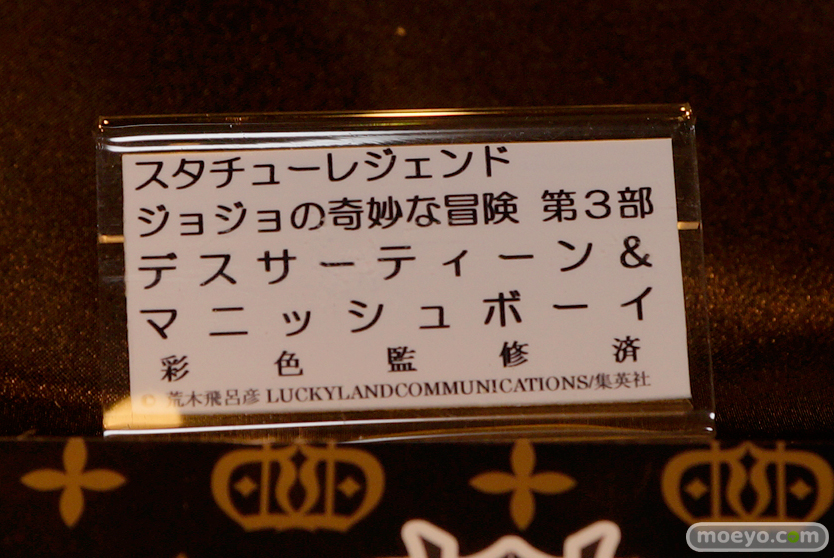 スタチューレジェンド
ジョジョの奇妙な冒険 第3部
デスサーティーン&
マニッシュボーイ
彩色監修済
© 荒木飛呂彦 LUCKYLANDCOMMUNICATIONS/集英社
moeyo.com